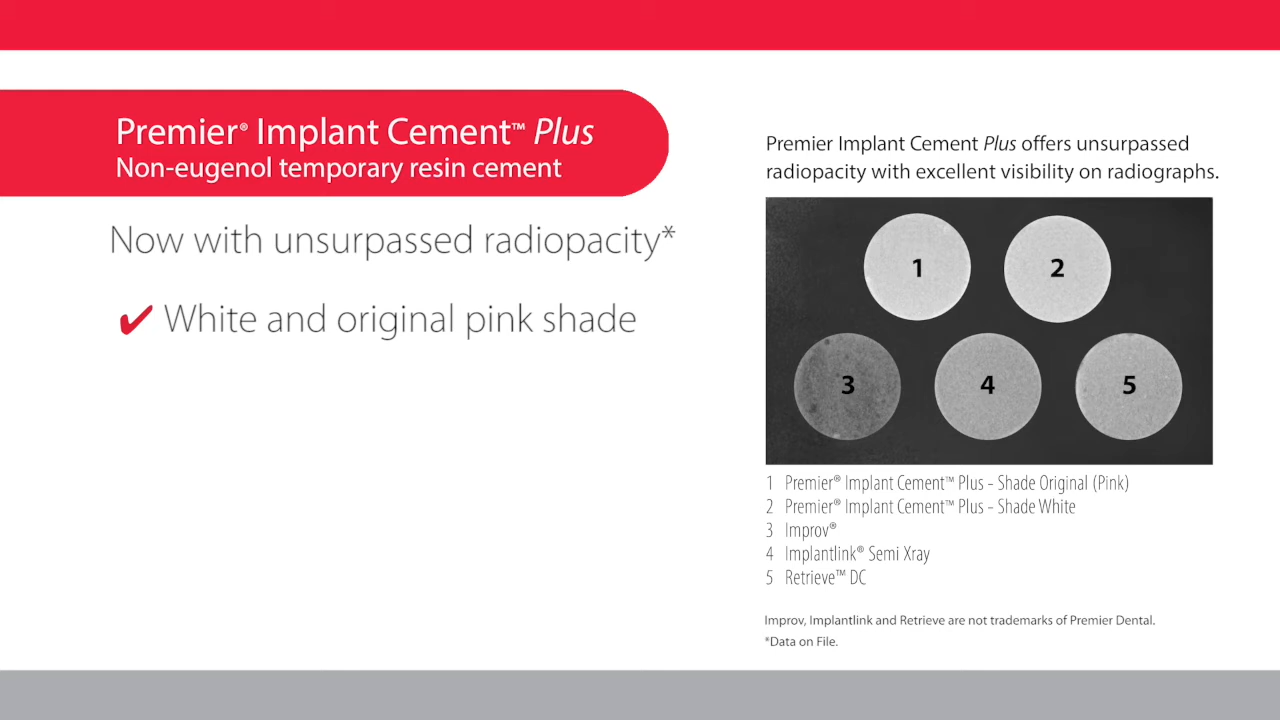 Premier® Implant Cement™ Plus
Non-eugenol temporary resin cement
Now with unsurpassed radiopacity*
✔ White and original pink shade
Premier Implant Cement Plus offers unsurpassed
radiopacity with excellent visibility on radiographs.
1 2
3 4 5
1 Premier® Implant Cement™ Plus - Shade Original (Pink)
2 Premier® Implant Cement™ Plus - Shade White
3 Improv®
4 Implantlink® Semi Xray
5 Retrieve™ DC
Improv, Implantlink and Retrieve are not trademarks of Premier Dental.
*Data on File.